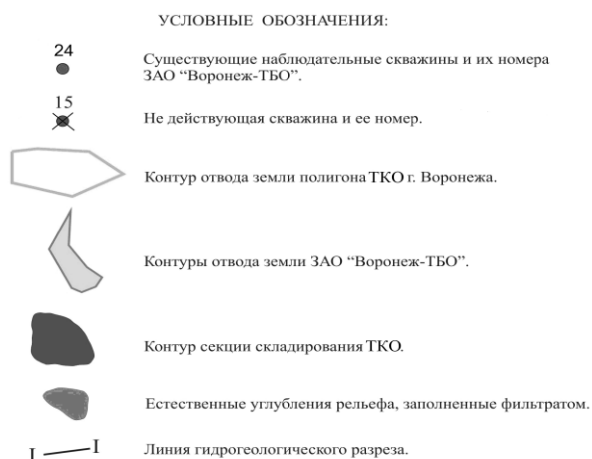 УСЛОВНЫЕ ОБОЗНАЧЕНИЯ:
24
Существующие наблюдательные скважины и их номера
ЗАО “Воронеж-ТБО”.
15
Не действующая скважина и ее номер.
Контур отвода земли полигона ТКО г. Воронежа.
Контуры отвода земли ЗАО “Воронеж-ТБО”.
Контур секции складирования ТКО.
Естественные углубления рельефа, заполненные фильтратом.
I I Линия гидрогеологического разреза.